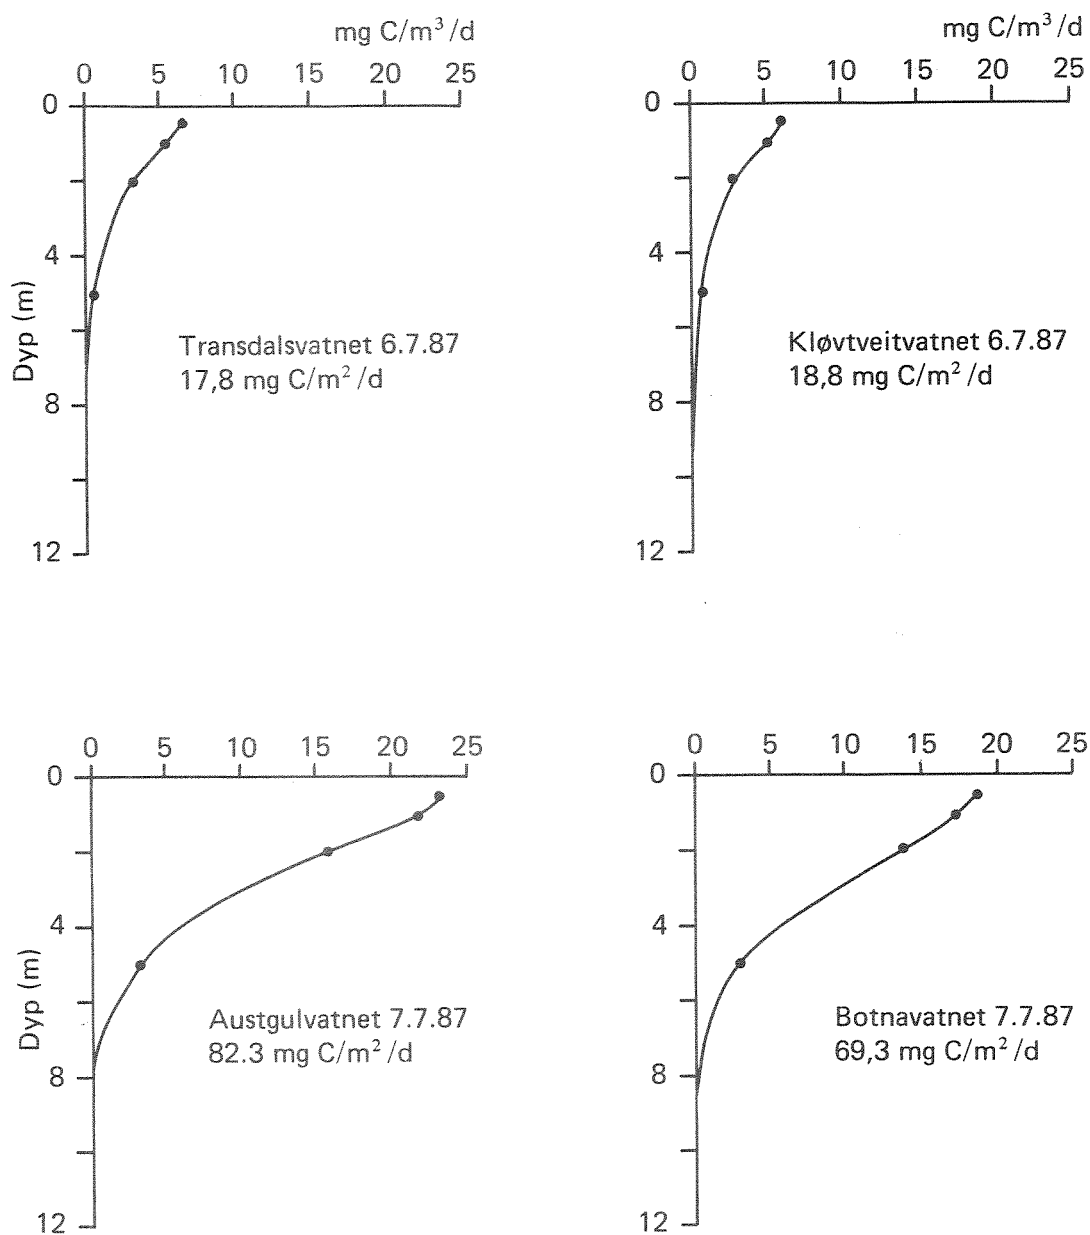 mg C/m³/d
0 5 10 15 20 25
0
4
8
12
Dyp (m)
Transdalsvatnet 6.7.87
17,8 mg C/m²/d
mg C/m³/d
0 5 10 15 20 25
0
4
8
12
Kløvtveitvatnet 6.7.87
18,8 mg C/m²/d
0 5 10 15 20 25
0
4
8
12
Dyp (m)
Austgulvatnet 7.7.87
82.3 mg C/m²/d
0 5 10 15 20 25
0
4
8
12
Botnavatnet 7.7.87
69,3 mg C/m²/d